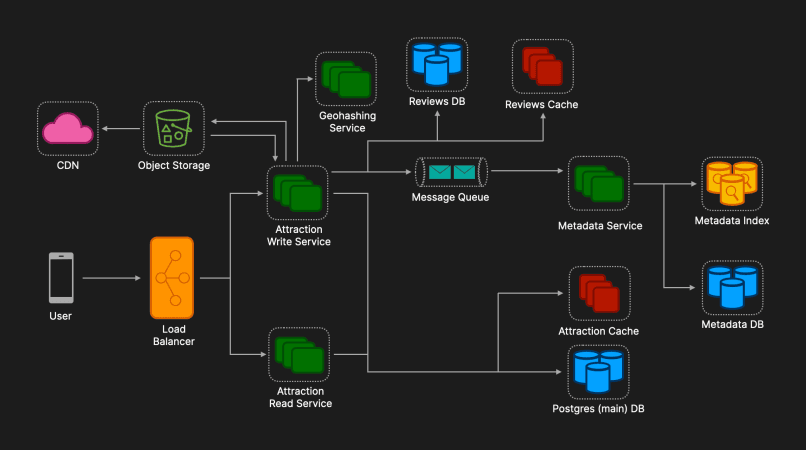 Geohashing
Service
Reviews DB
Reviews Cache
CDN
Object Storage
Attraction
Write Service
Message Queue
Metadata Service
Metadata Index
User
Load
Balancer
Attraction Cache
Metadata DB
Attraction
Read Service
Postgres (main) DB